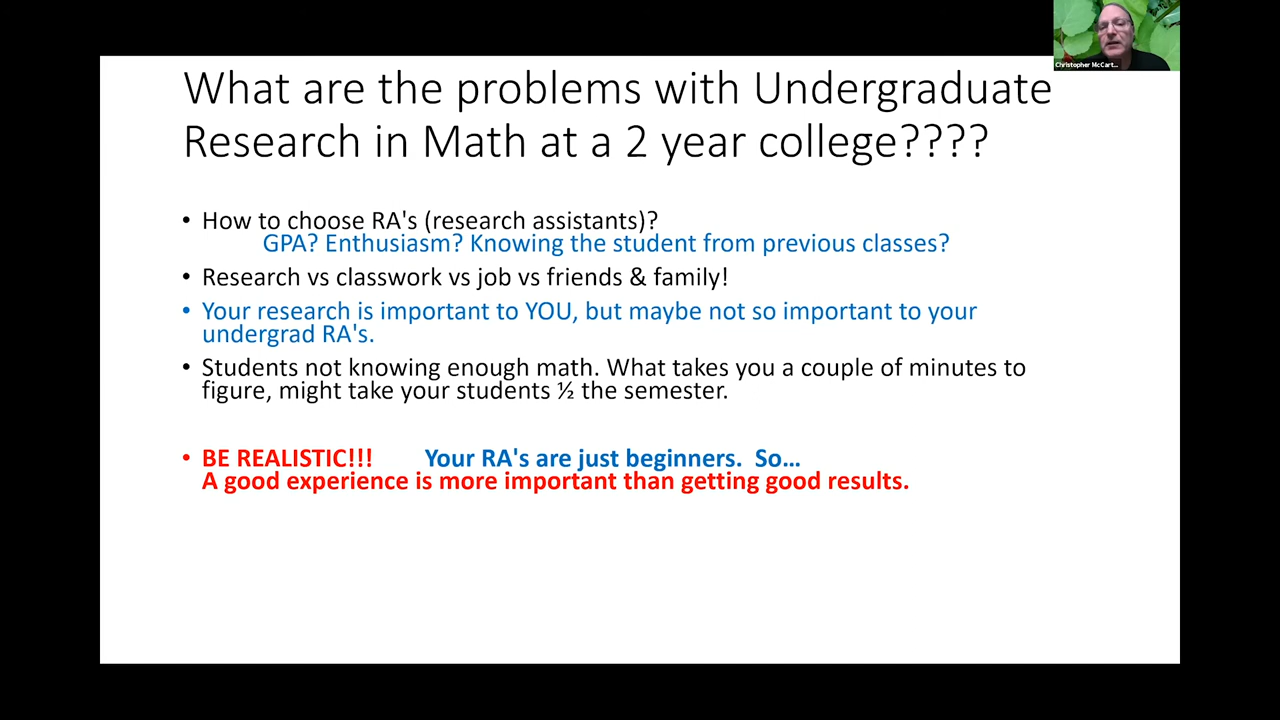 Christopher McCart...
What are the problems with Undergraduate
Research in Math at a 2 year college????
• How to choose RA's (research assistants)?
GPA? Enthusiasm? Knowing the student from previous classes?
• Research vs classwork vs job vs friends & family!
• Your research is important to YOU, but maybe not so important to your
undergrad RA's.
• Students not knowing enough math. What takes you a couple of minutes to
figure, might take your students ½ the semester.
• BE REALISTIC!!! Your RA's are just beginners. So…
A good experience is more important than getting good results.